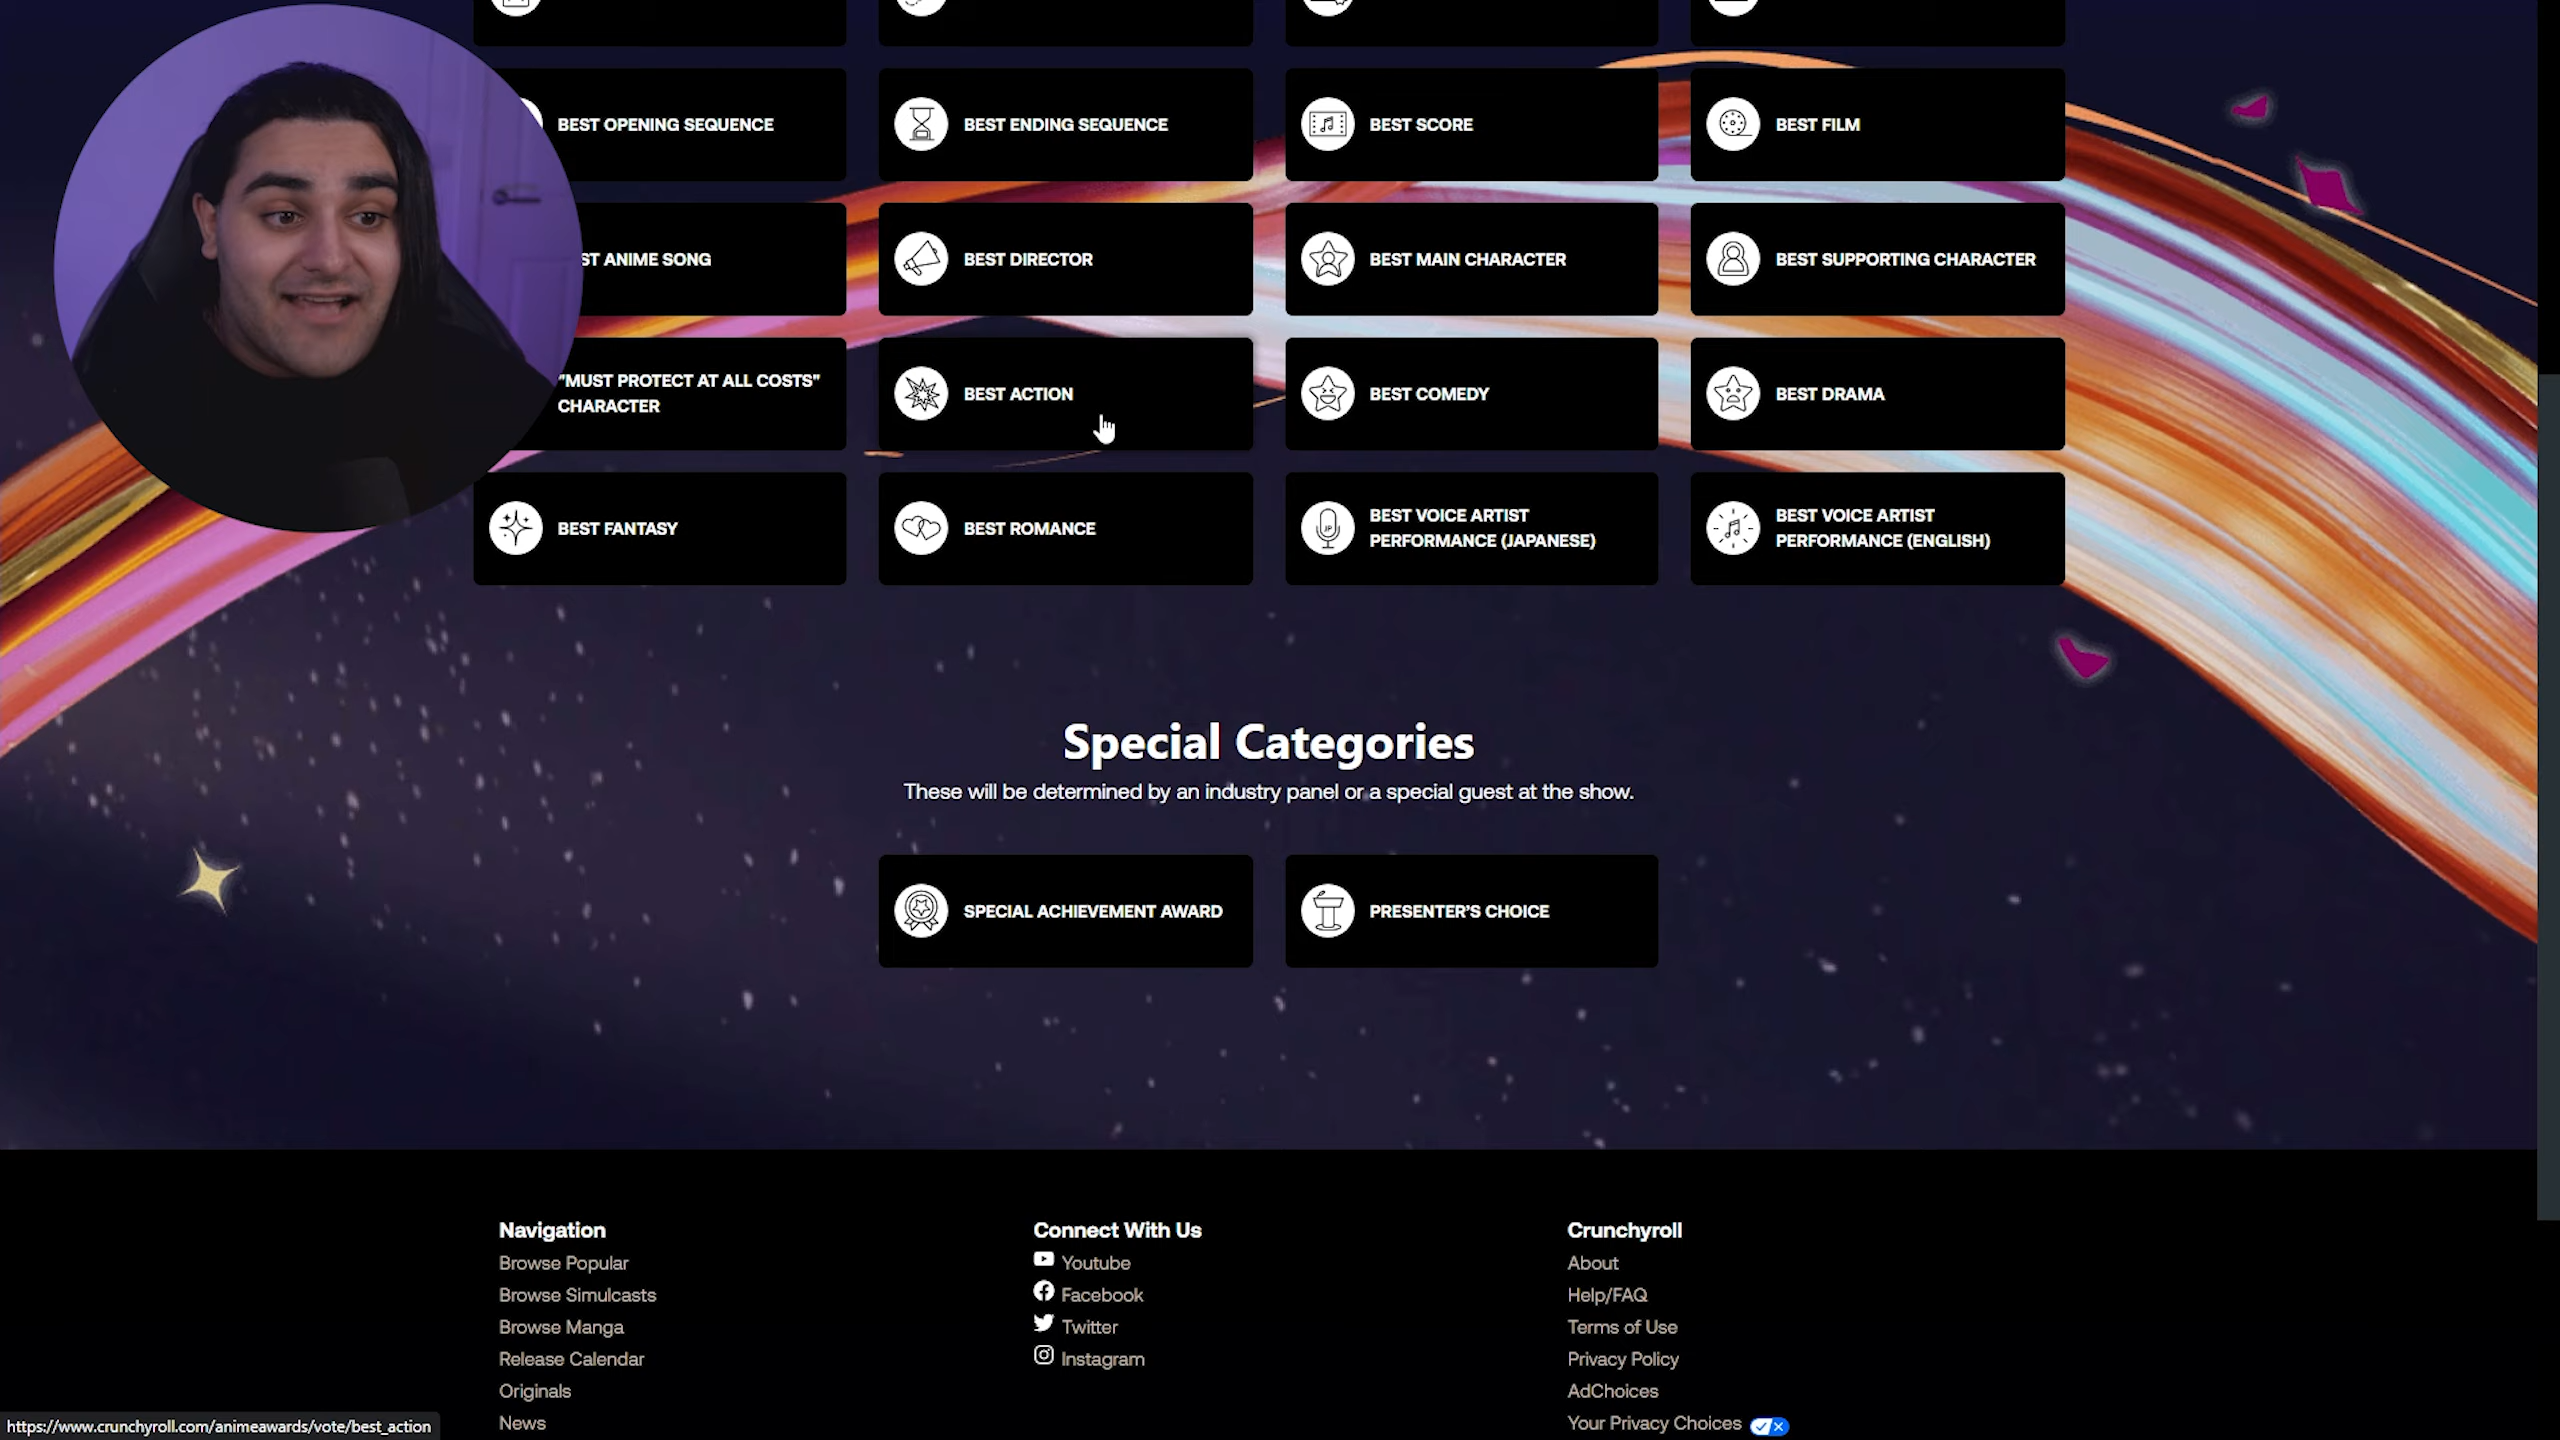 BEST OPENING SEQUENCE
BEST ENDING SEQUENCE
BEST SCORE
BEST FILM
ST ANIME SONG
BEST DIRECTOR
BEST MAIN CHARACTER
BEST SUPPORTING CHARACTER
"MUST PROTECT AT ALL COSTS"
CHARACTER
BEST ACTION
BEST COMEDY
BEST DRAMA
BEST FANTASY
BEST ROMANCE
JP
BEST VOICE ARTIST
PERFORMANCE (JAPANESE)
BEST VOICE ARTIST
PERFORMANCE (ENGLISH)
Special Categories
These will be determined by an industry panel or a special guest at the show.
SPECIAL ACHIEVEMENT AWARD
PRESENTER'S CHOICE
Navigation
Browse Popular
Browse Simulcasts
Browse Manga
Release Calendar
Originals
News
Connect With Us
Youtube
Facebook
Twitter
Instagram
Crunchyroll
About
Help/FAQ
Terms of Use
Privacy Policy
AdChoices
Your Privacy Choices
https://www.crunchyroll.com/animeawards/vote/best_action